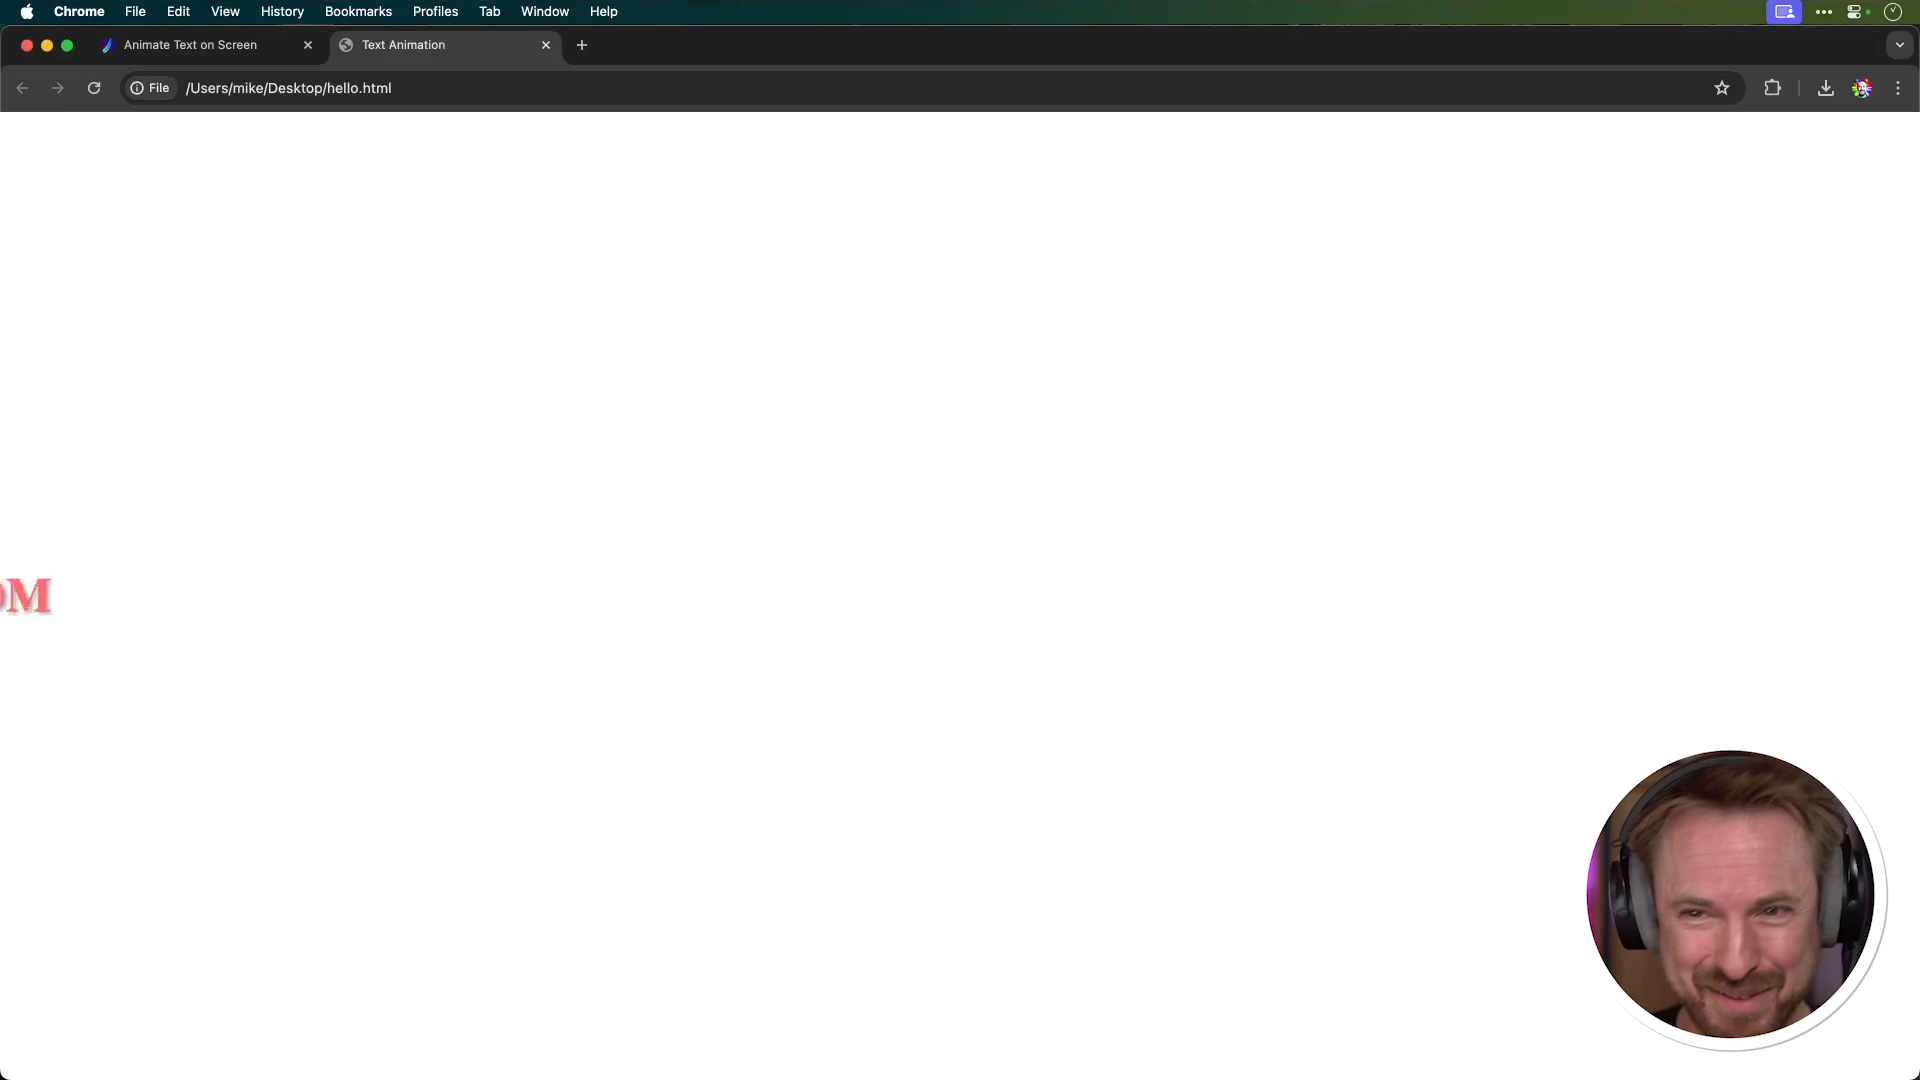 Chrome File Edit View History Bookmarks Profiles Tab Window Help
Animate Text on Screen Text Animation
File /Users/mike/Desktop/hello.html
OM